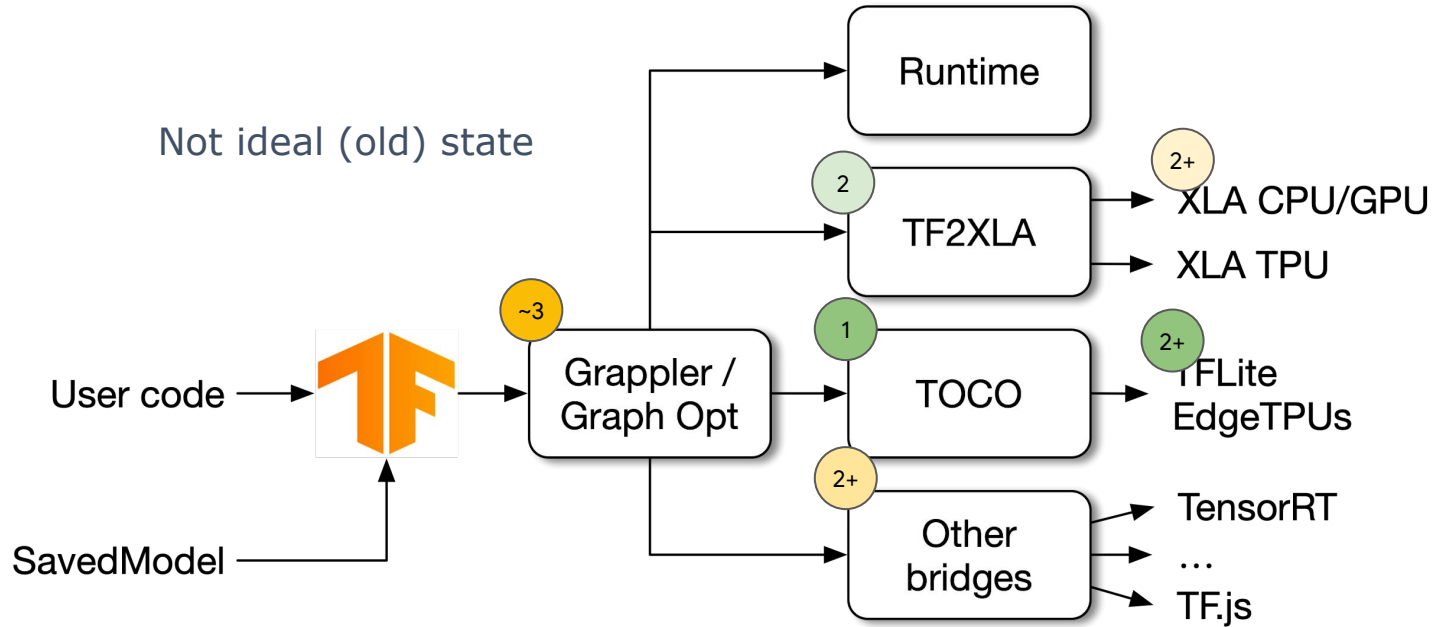 Not ideal (old) state
Runtime
2
TF2XLA
2+
XLA CPU/GPU
XLA TPU
~3
User code
Grappler /
Graph Opt
1
TOCO
2+
TFLite
EdgeTPUs
SavedModel
2+
Other
bridges
TensorRT
...
TF.js